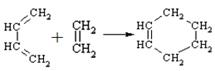 CH₂ CH₂
HC CH₂ HC CH₂
| + ‖ → ‖ |
HC CH₂ HC CH₂
CH₂ CH₂